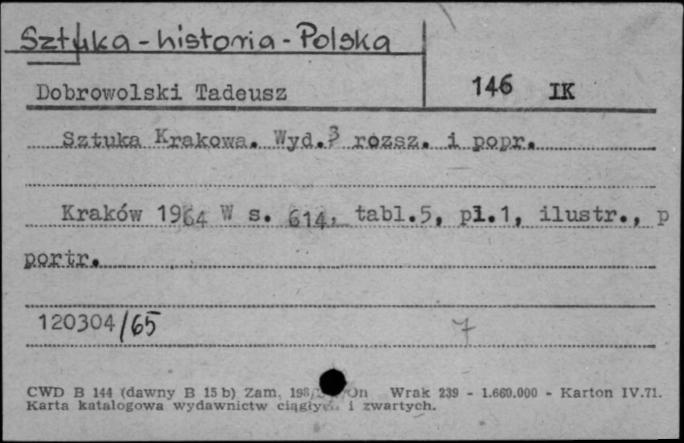 Sztuka - historia - Polska
Dobrowolski Tadeusz
146 IK
Sztuka Krakowa. Wyd.3 rozsz. i popr.
Kraków 1964 W s. 614, tabl.5, pl.1, ilustr., p
portr.
120304/65
7
CWD B 144 (dawny B 15 b) Zam. Wrak 239 - 1.660.000 - Karton IV.71.
Karta katalogowa wydawnictw ciągłych i zwartych.